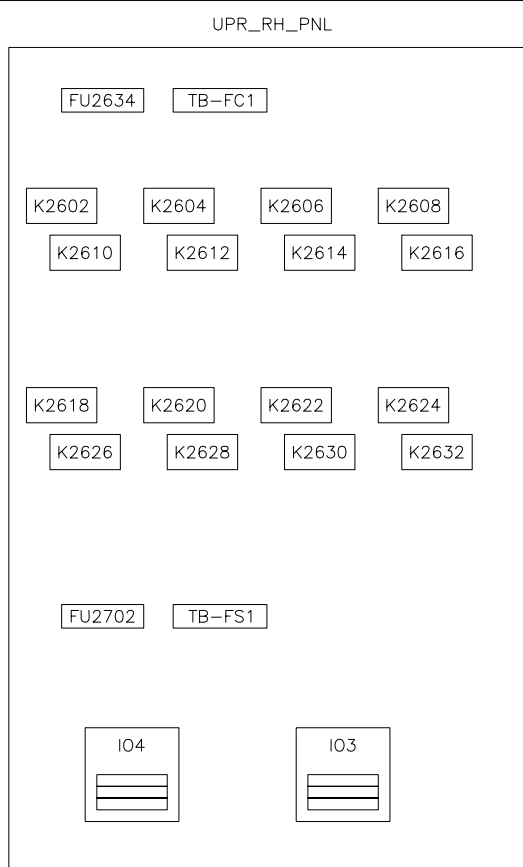 UPR_RH_PNL
FU2634 TB-FC1
K2602 K2604 K2606 K2608
K2610 K2612 K2614 K2616
K2618 K2620 K2622 K2624
K2626 K2628 K2630 K2632
FU2702 TB-FS1
IO4 IO3